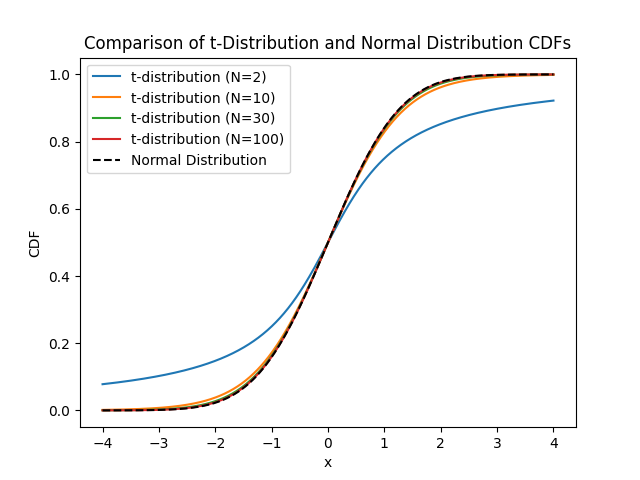 Comparison of t-Distribution and Normal Distribution CDFs
t-distribution (N=2)
t-distribution (N=10)
t-distribution (N=30)
t-distribution (N=100)
Normal Distribution
CDF
1.0
0.8
0.6
0.4
0.2
0.0
−4 −3 −2 −1 0 1 2 3 4
x